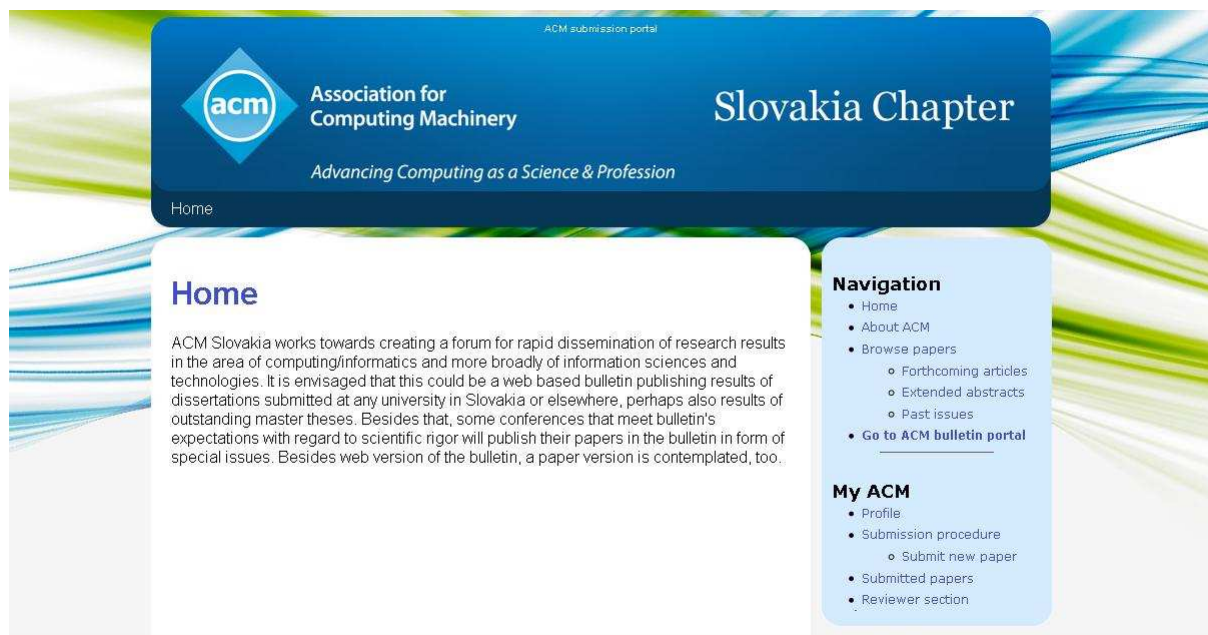 ACM submission portal
acm
Association for
Computing Machinery
Slovakia Chapter
Advancing Computing as a Science & Profession
Home
Home
ACM Slovakia works towards creating a forum for rapid dissemination of research results
in the area of computing/informatics and more broadly of information sciences and
technologies. It is envisaged that this could be a web based bulletin publishing results of
dissertations submitted at any university in Slovakia or elsewhere, perhaps also results of
outstanding master theses. Besides that, some conferences that meet bulletin's
expectations with regard to scientific rigor will publish their papers in the bulletin in form of
special issues. Besides web version of the bulletin, a paper version is contemplated, too.
Navigation
Home
About ACM
Browse papers
Forthcoming articles
Extended abstracts
Past issues
Go to ACM bulletin portal
My ACM
Profile
Submission procedure
Submit new paper
Submitted papers
Reviewer section